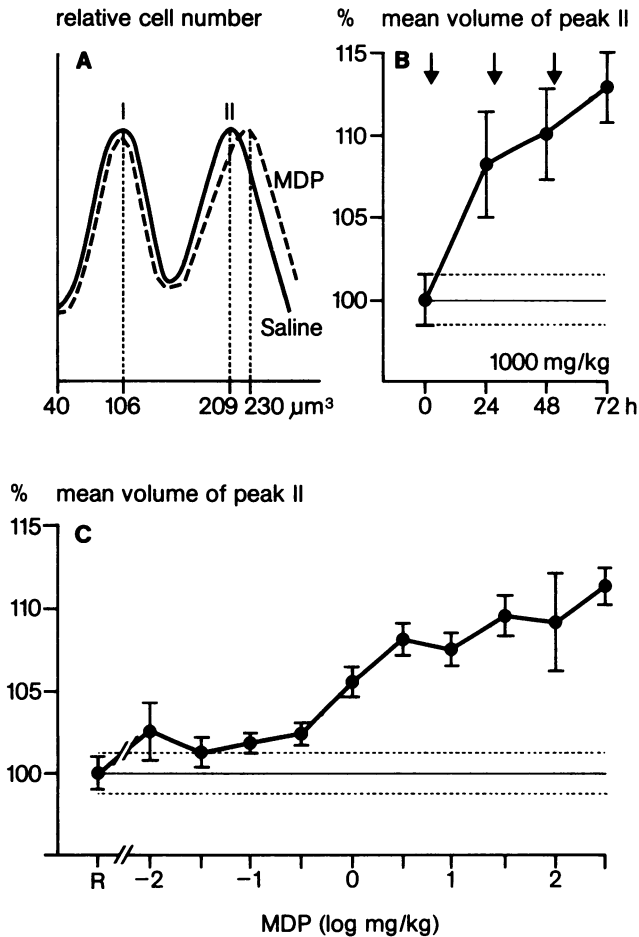 relative cell number
A
I
II
MDP
Saline
40 106 209 230 µm³
% mean volume of peak II
B
115
110
105
100
1000 mg/kg
0 24 48 72 h
% mean volume of peak II
C
115
110
105
100
R −2 −1 0 1 2
MDP (log mg/kg)